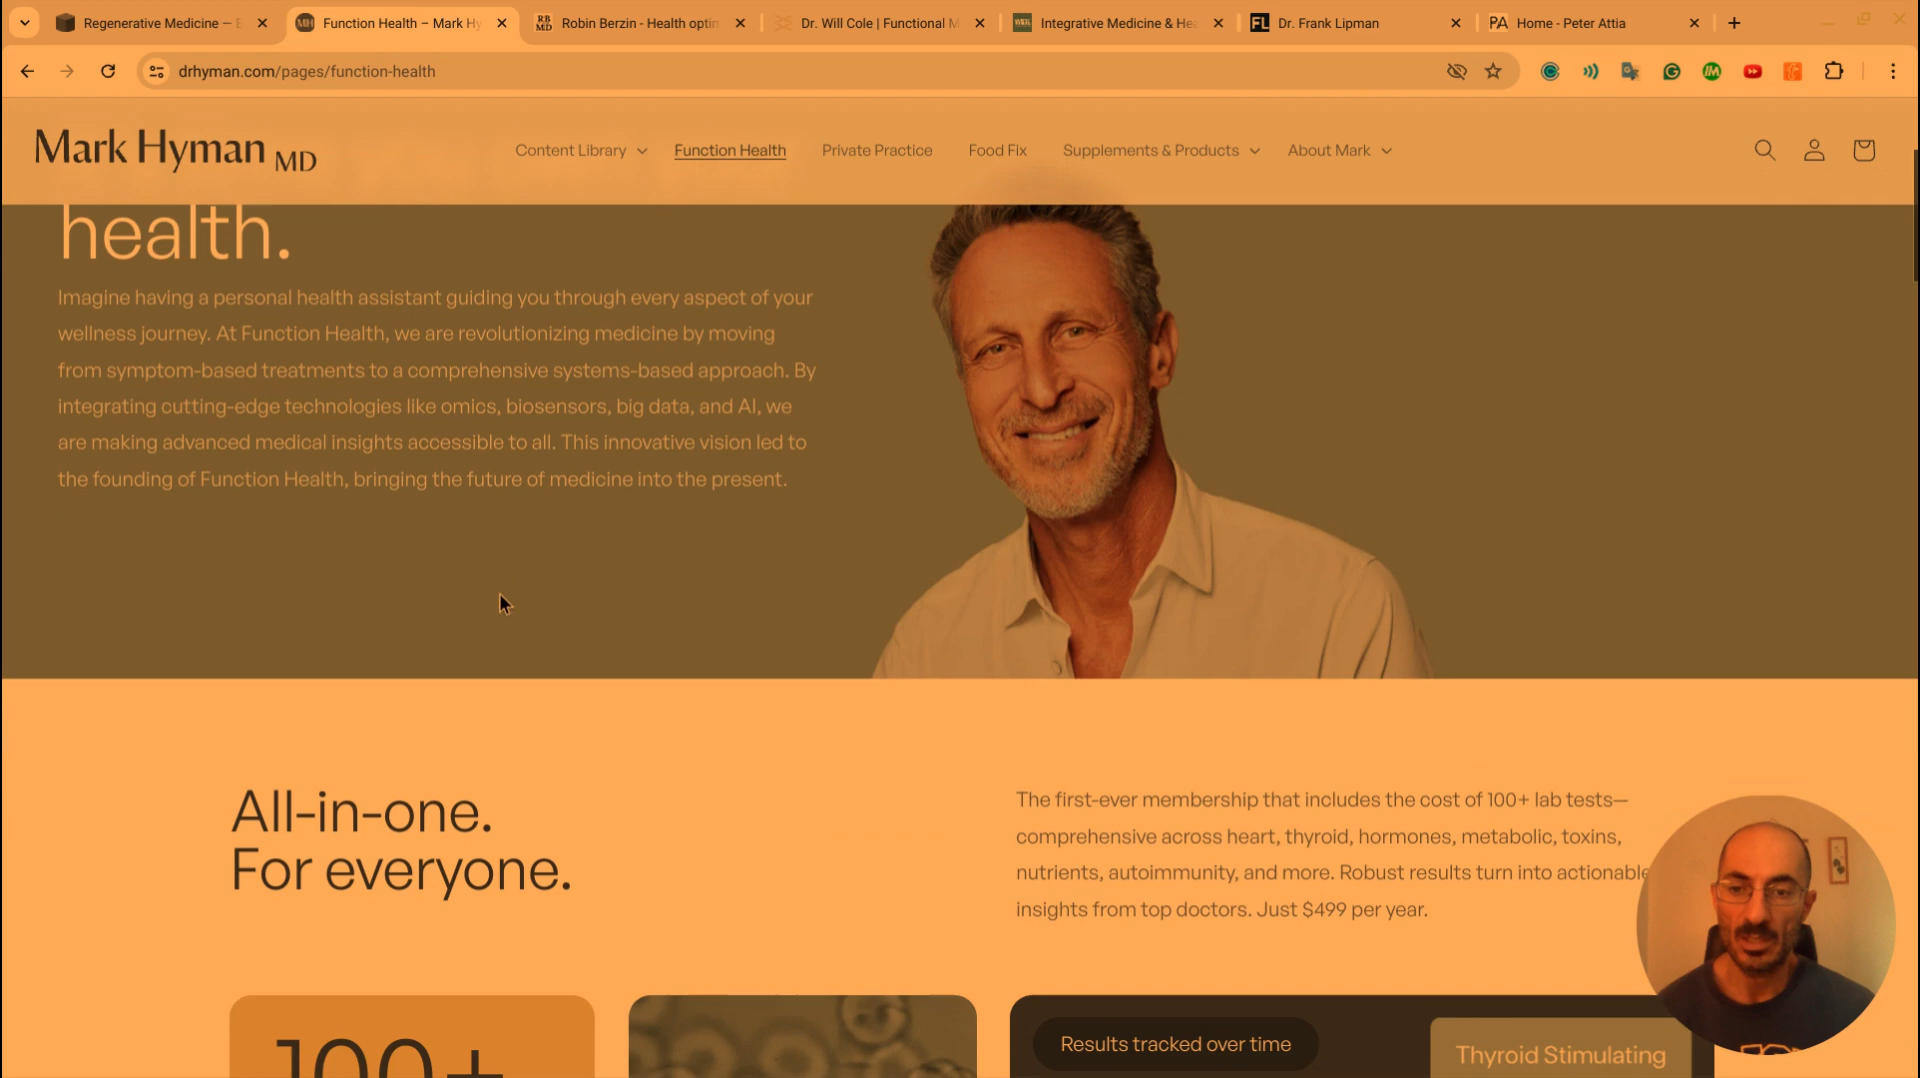 Regenerative Medicine —
Function Health – Mark Hy
Robin Berzin - Health optim
Dr. Will Cole | Functional M
Integrative Medicine & Hea
Dr. Frank Lipman
PA Home - Peter Attia
drhyman.com/pages/function-health
Mark Hyman MD
Content Library
Function Health
Private Practice
Food Fix
Supplements & Products
About Mark
health.
Imagine having a personal health assistant guiding you through every aspect of your
wellness journey. At Function Health, we are revolutionizing medicine by moving
from symptom-based treatments to a comprehensive systems-based approach. By
integrating cutting-edge technologies like omics, biosensors, big data, and AI, we
are making advanced medical insights accessible to all. This innovative vision led to
the founding of Function Health, bringing the future of medicine into the present.
All-in-one.
For everyone.
The first-ever membership that includes the cost of 100+ lab tests—
comprehensive across heart, thyroid, hormones, metabolic, toxins,
nutrients, autoimmunity, and more. Robust results turn into actionable
insights from top doctors. Just $499 per year.
100+
Results tracked over time
Thyroid Stimulating